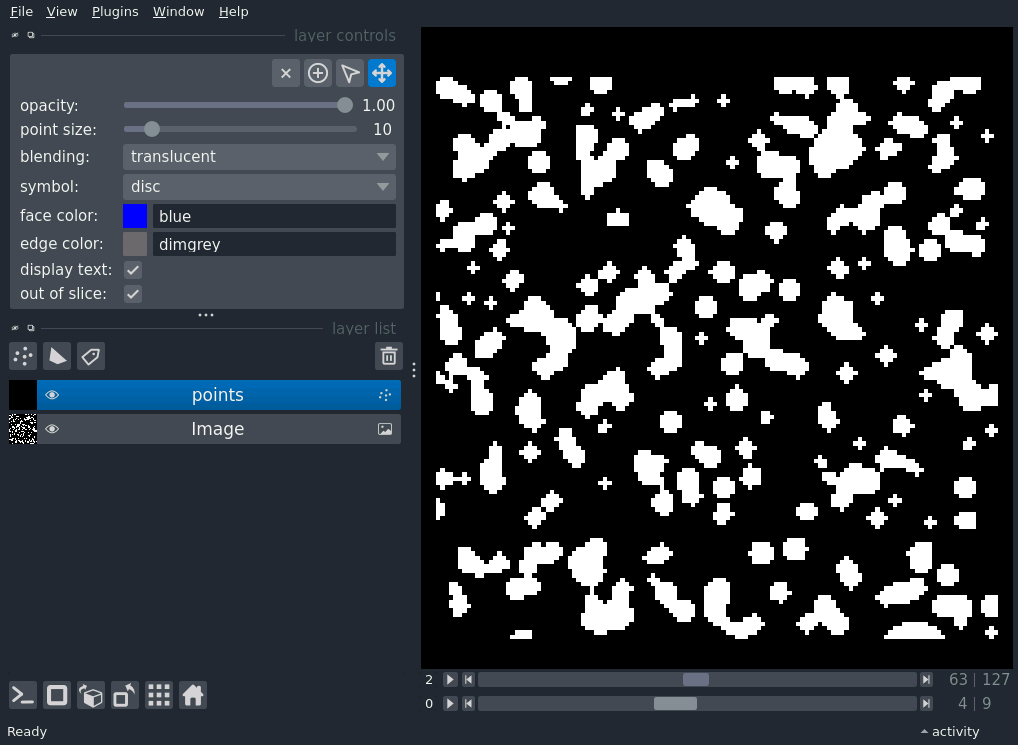 File View Plugins Window Help
layer controls
opacity: 1.00
point size: 10
blending: translucent
symbol: disc
face color: blue
edge color: dimgrey
display text:
out of slice:
layer list
points
Image
2 63 | 127
0 4 | 9
Ready activity